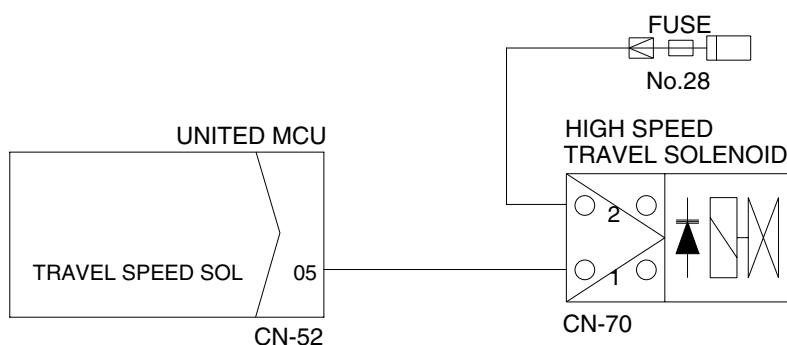 FUSE
No.28
UNITED MCU
HIGH SPEED
TRAVEL SOLENOID
2
TRAVEL SPEED SOL 05
1
CN-52
CN-70